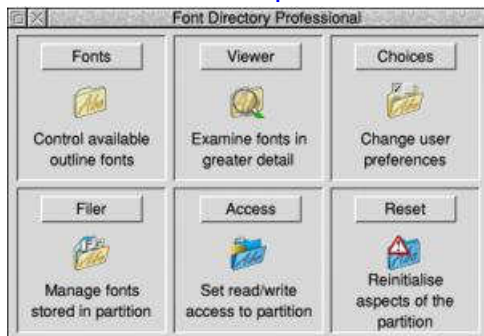 Font Directory Professional
Fonts
Control available
outline fonts
Viewer
Examine fonts in
greater detail
Choices
Change user
preferences
Filer
Manage fonts
stored in partition
Access
Set read/write
access to partition
Reset
Reinitialise
aspects of the
partition